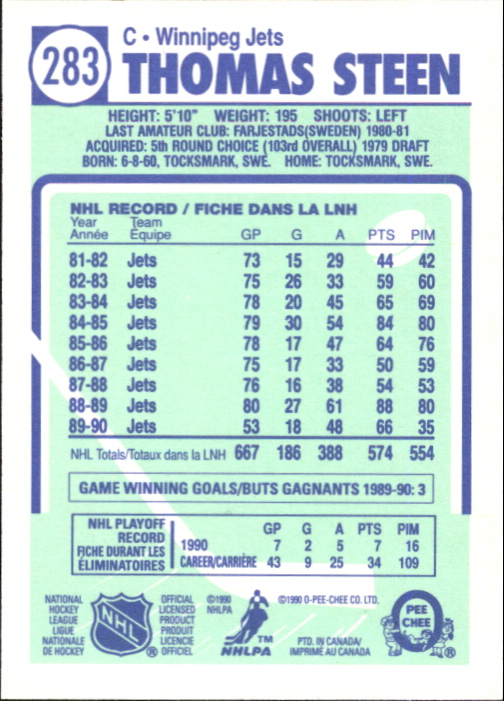 283
C • Winnipeg Jets
THOMAS STEEN
HEIGHT: 5'10" WEIGHT: 195 SHOOTS: LEFT
LAST AMATEUR CLUB: FARJESTADS(SWEDEN) 1980-81
ACQUIRED: 5th ROUND CHOICE (103rd OVERALL) 1979 DRAFT
BORN: 6-8-60, TOCKSMARK, SWE. HOME: TOCKSMARK, SWE.
NHL RECORD / FICHE DANS LA LNH
Year Team
Année Équipe GP G A PTS PIM
81-82 Jets 73 15 29 44 42
82-83 Jets 75 26 33 59 60
83-84 Jets 78 20 45 65 69
84-85 Jets 79 30 54 84 80
85-86 Jets 78 17 47 64 76
86-87 Jets 75 17 33 50 59
87-88 Jets 76 16 38 54 53
88-89 Jets 80 27 61 88 80
89-90 Jets 53 18 48 66 35
NHL Totals/Totaux dans la LNH 667 186 388 574 554
GAME WINNING GOALS/BUTS GAGNANTS 1989-90: 3
NHL PLAYOFF
RECORD
FICHE DURANT LES
ÉLIMINATOIRES
GP G A PTS PIM
1990 7 2 5 7 16
CAREER/CARRIÈRE 43 9 25 34 109
NATIONAL
HOCKEY
LEAGUE
LIGUE
NATIONALE
DE HOCKEY
NHL
®
OFFICIAL
LICENSED
PRODUCT
PRODUIT
LICENCIE
OFFICIEL
©1990
NHLPA
TM
NHLPA
©1990 O-PEE-CHEE CO. LTD.
PTD. IN CANADA/
IMPRIMÉ AU CANADA
O
PEE
CHEE
®